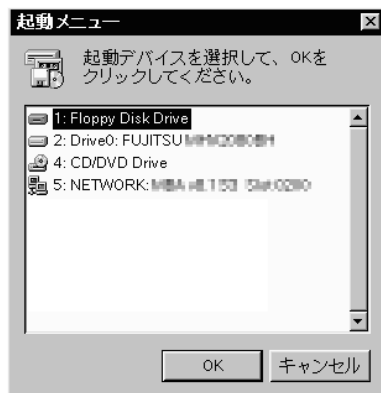 起動メニュー
起動デバイスを選択して、OKを
クリックしてください。
1: Floppy Disk Drive
2: Drive0: FUJITSU
4: CD/DVD Drive
5: NETWORK:
OK
キャンセル